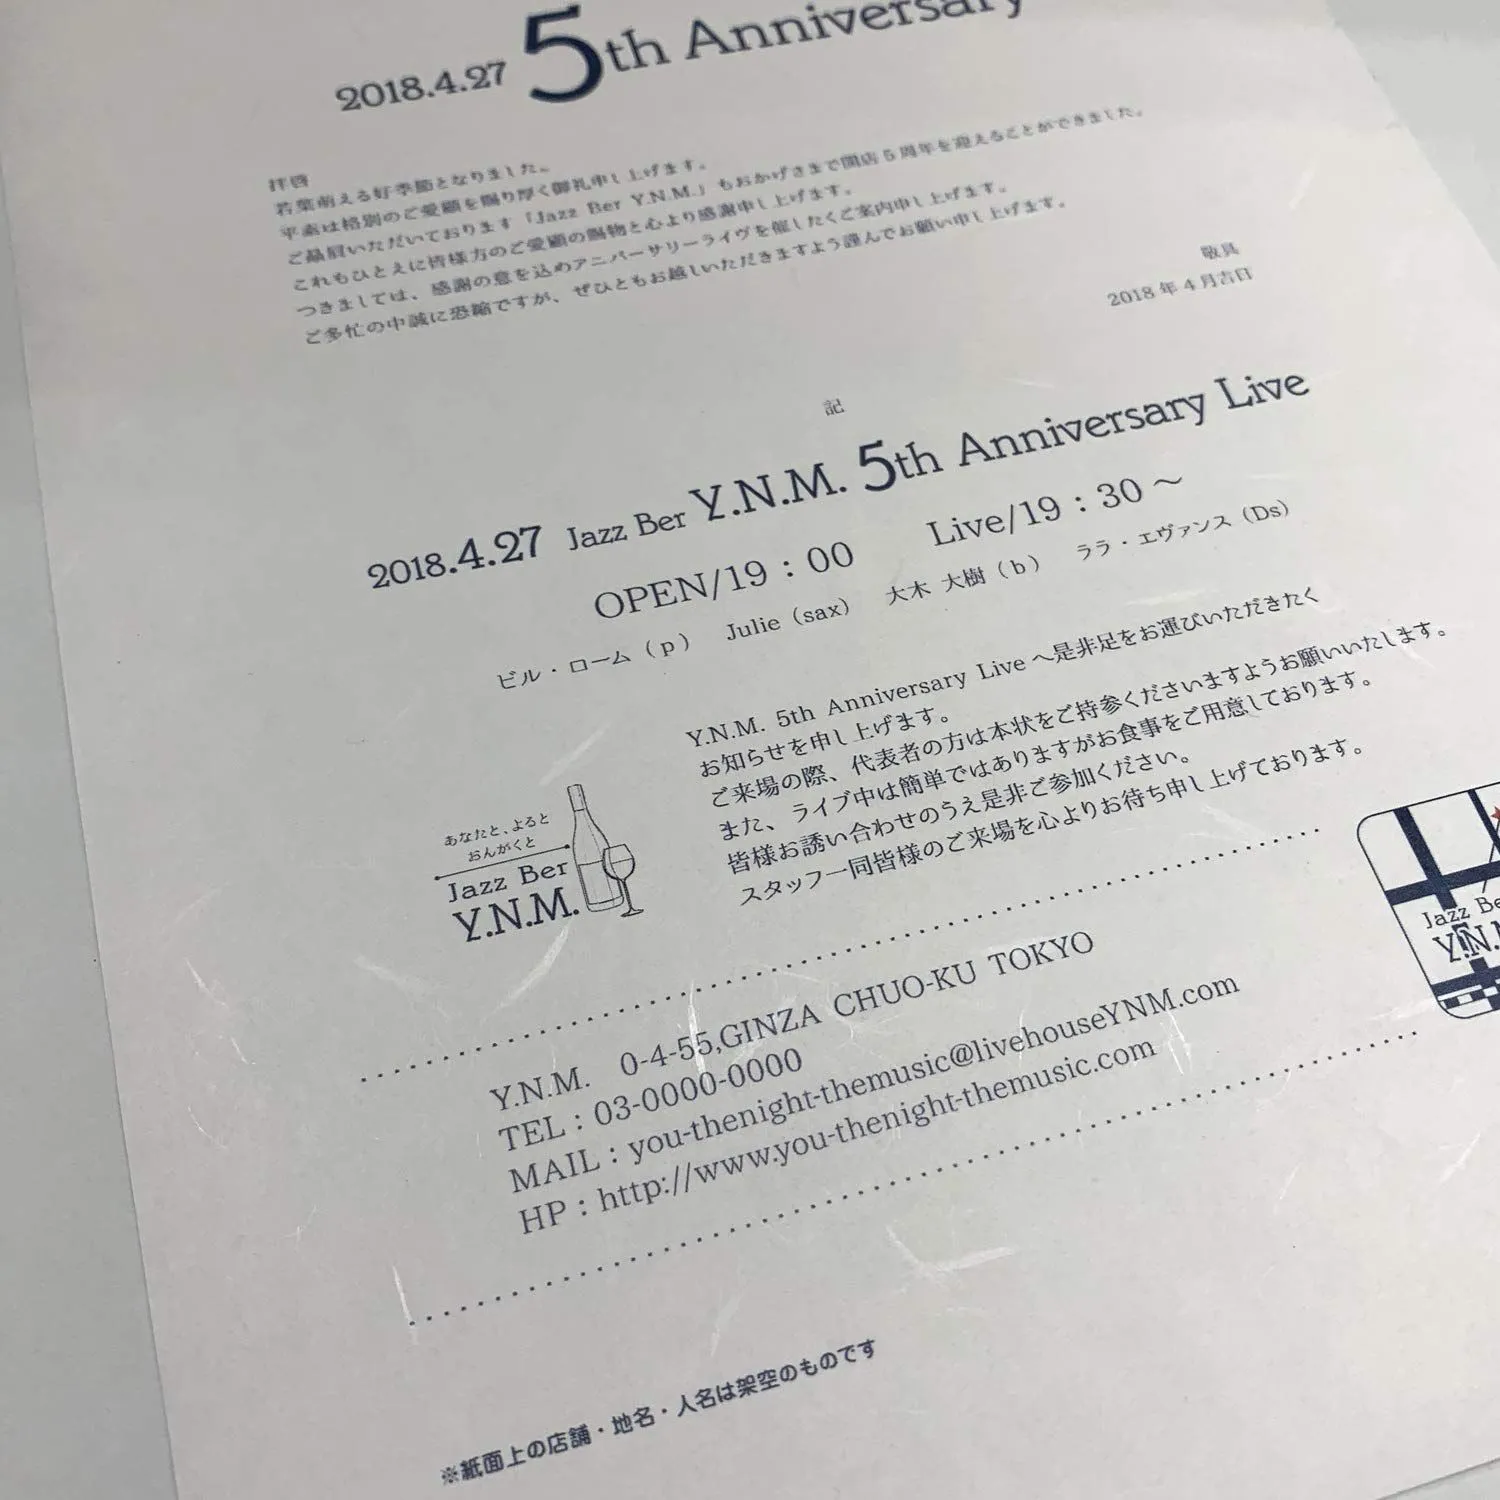 2018.4.27 5th Anniversary
拝啓
若葉萌える好季節となりました。
平素は格別のご愛顧を賜り厚く御礼申し上げます。
ご贔屓いただいております「Jazz Ber Y.N.M.」もおかげさまで開店5周年を迎えることができました。
これもひとえに皆様方のご愛顧の賜物と心より感謝申し上げます。
つきましては、感謝の意を込めアニバーサリーライヴを催したくご案内申し上げます。
ご多忙の中誠に恐縮ですが、ぜひともお越しいただきますよう謹んでお願い申し上げます。
敬具
2018年4月吉日
記
2018.4.27 Jazz Ber Y.N.M. 5th Anniversary Live
OPEN/19：00 Live/19：30～
ビル・ローム（p） Julie（sax） 大木 大樹（b） ララ・エヴァンス（Ds）
Y.N.M. 5th Anniversary Live へ是非足をお運びいただきたく
お知らせを申し上げます。
ご来場の際、代表者の方は本状をご持参くださいますようお願いいたします。
また、ライブ中は簡単ではありますがお食事をご用意しております。
皆様お誘い合わせのうえ是非ご参加ください。
スタッフ一同皆様のご来場を心よりお待ち申し上げております。
あなたと、よると
おんがくと
Jazz Ber
Y.N.M.
Jazz Be
Y.N.
Y.N.M. 0-4-55,GINZA CHUO-KU TOKYO
TEL：03-0000-0000
MAIL：you-thenight-themusic@livehouseYNM.com
HP：http://www.you-thenight-themusic.com
※紙面上の店舗・地名・人名は架空のものです